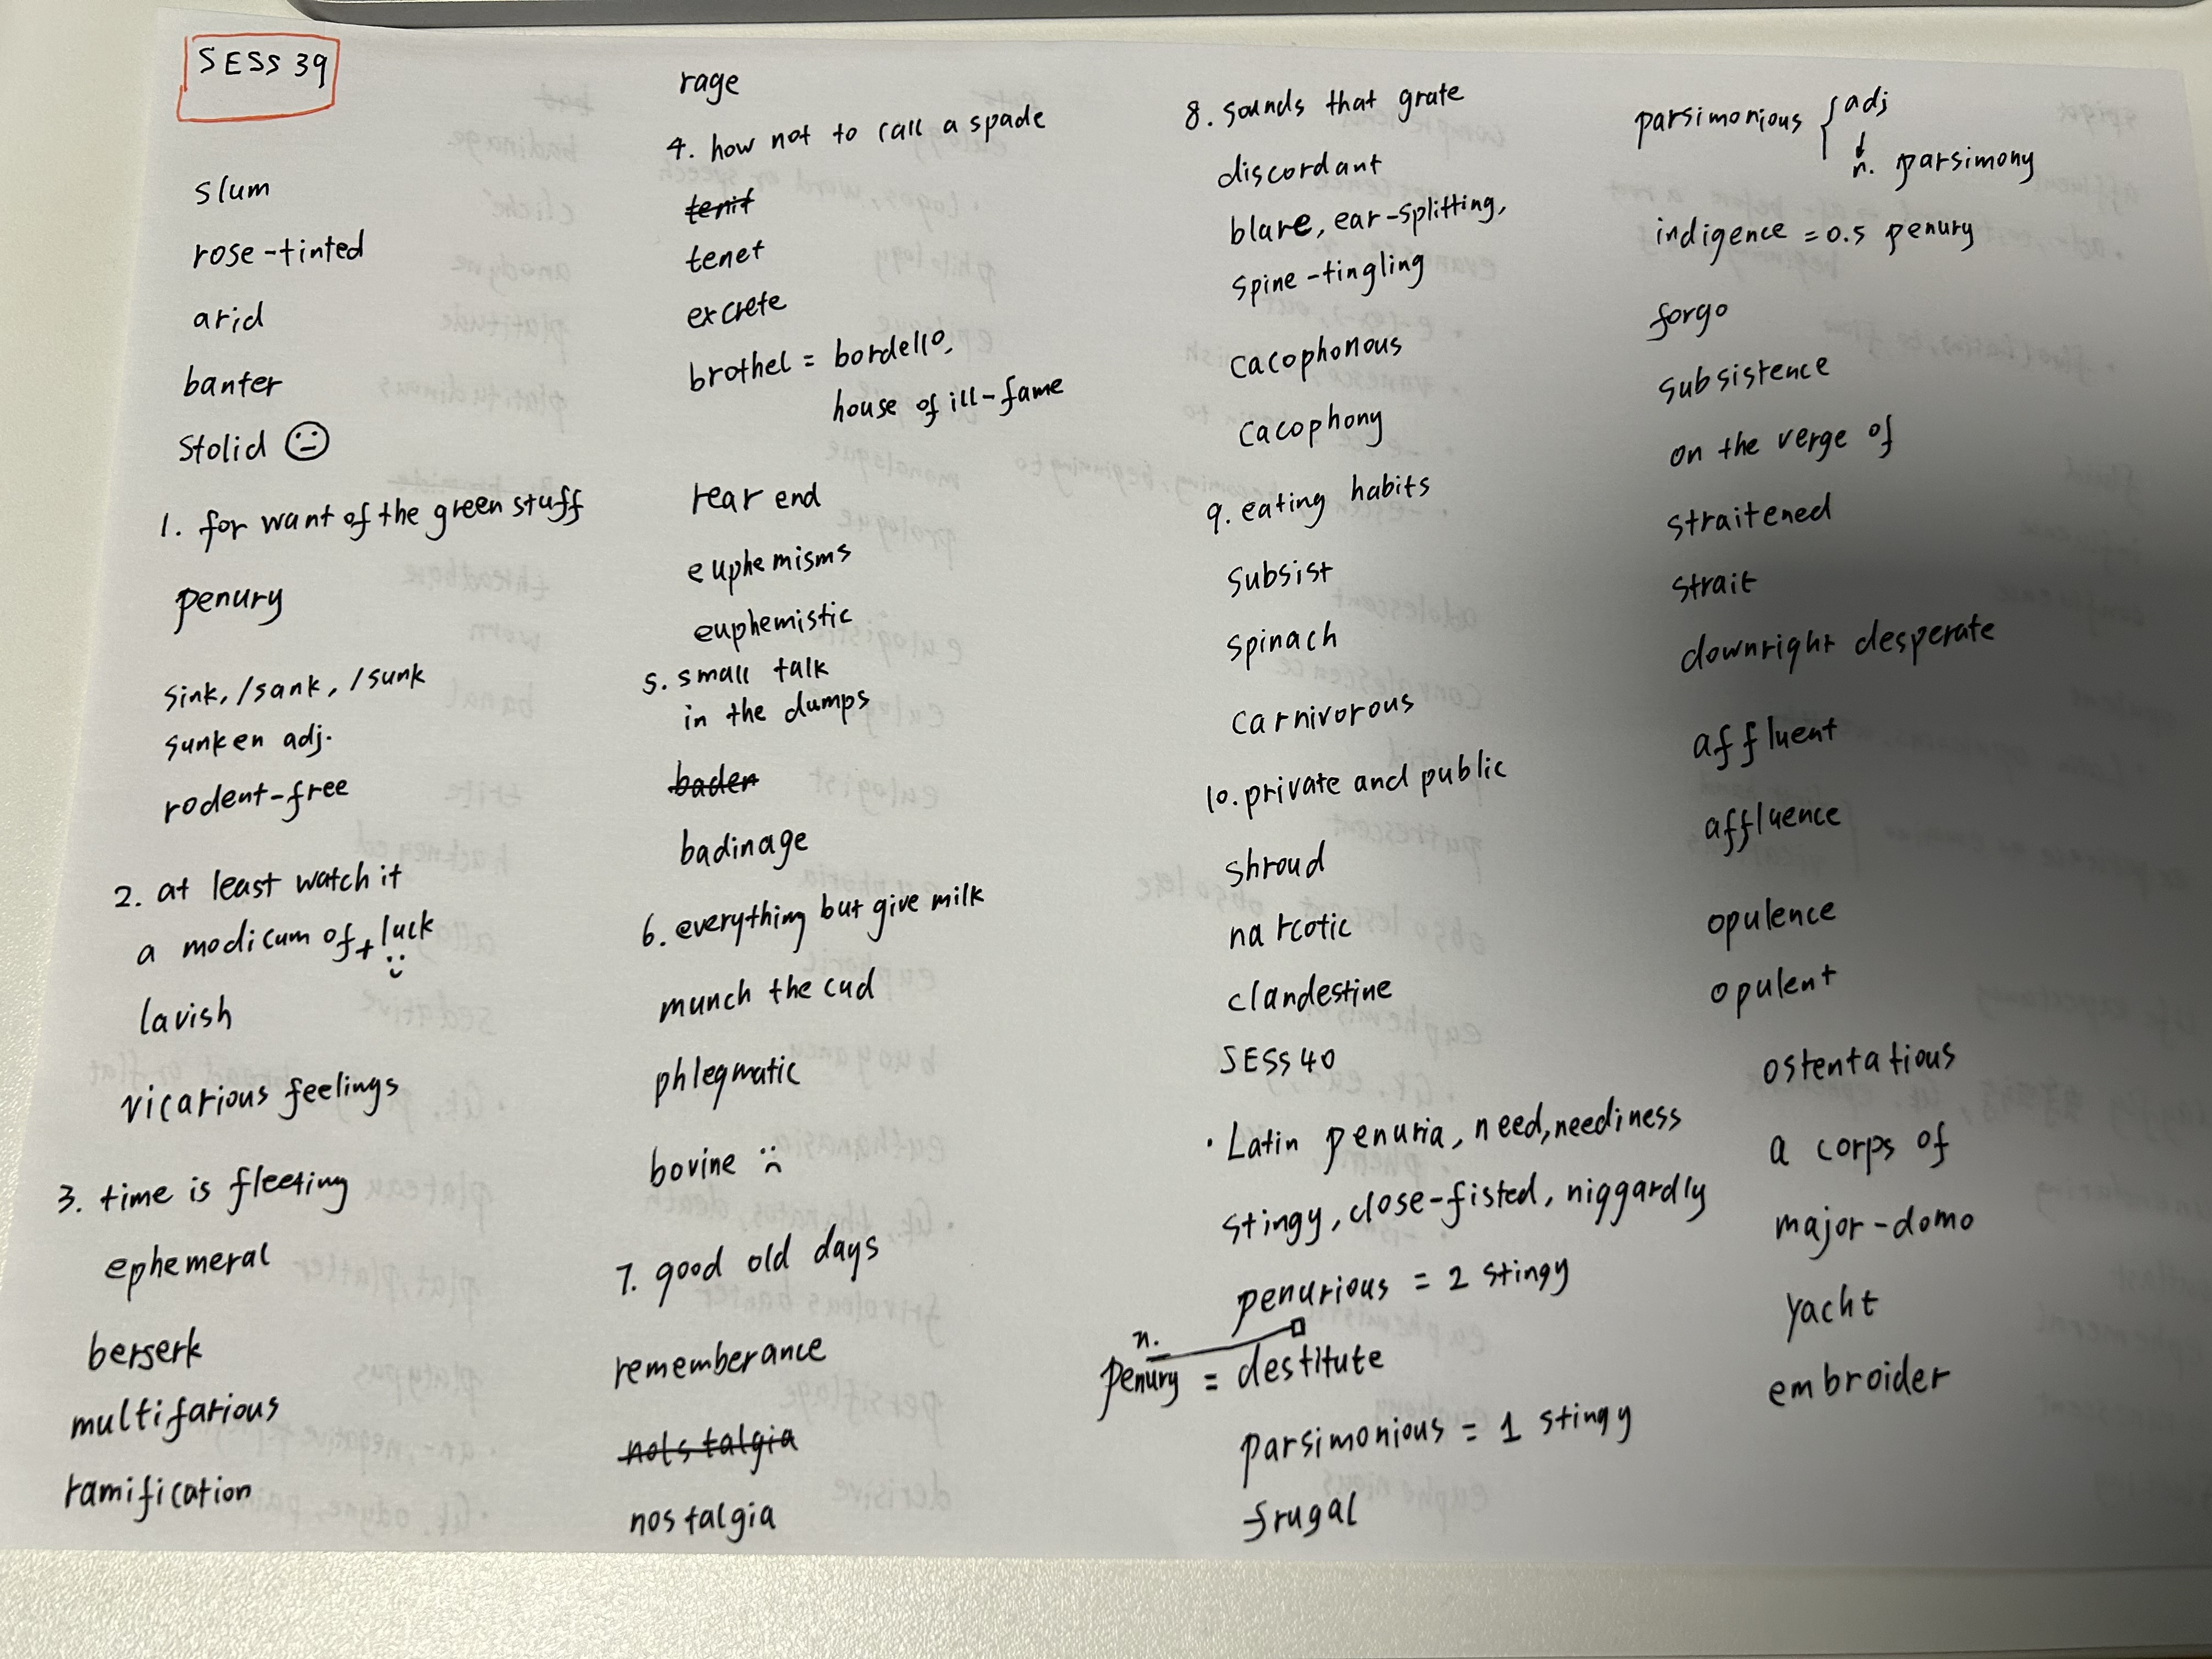 SESS 39
slum
rose-tinted
arid
banter
stolid
1. for want of the green stuff
penury
sink, /sank, /sunk
sunken adj.
rodent-free
2. at least watch it
a modicum of + luck
lavish
vicarious feelings
3. time is fleeting
ephemeral
berserk
multifarious
ramification
rage
4. how not to call a spade
tenit
tenet
excrete
brothel = bordello,
house of ill-fame
rear end
euphemisms
euphemistic
5. small talk
in the dumps
baden
badinage
6. everything but give milk
munch the cud
phlegmatic
bovine
7. good old days
rememberance
nolstalgia
nostalgia
8. sounds that grate
discordant
blare, ear-splitting,
spine-tingling
cacophonous
cacophony
9. eating habits
subsist
spinach
carnivorous
10. private and public
shroud
narcotic
clandestine
SESS 40
· Latin penuria, need, neediness
stingy, close-fisted, niggardly
penurious = 2 stingy
n.
penury = destitute
parsimonious = 1 stingy
frugal
parsimonious { adj
↓
n. parsimony
indigence = 0.5 penury
forgo
subsistence
on the verge of
straitened
strait
downright desperate
affluent
affluence
opulence
opulent
ostentatious
a corps of
major-domo
yacht
embroider